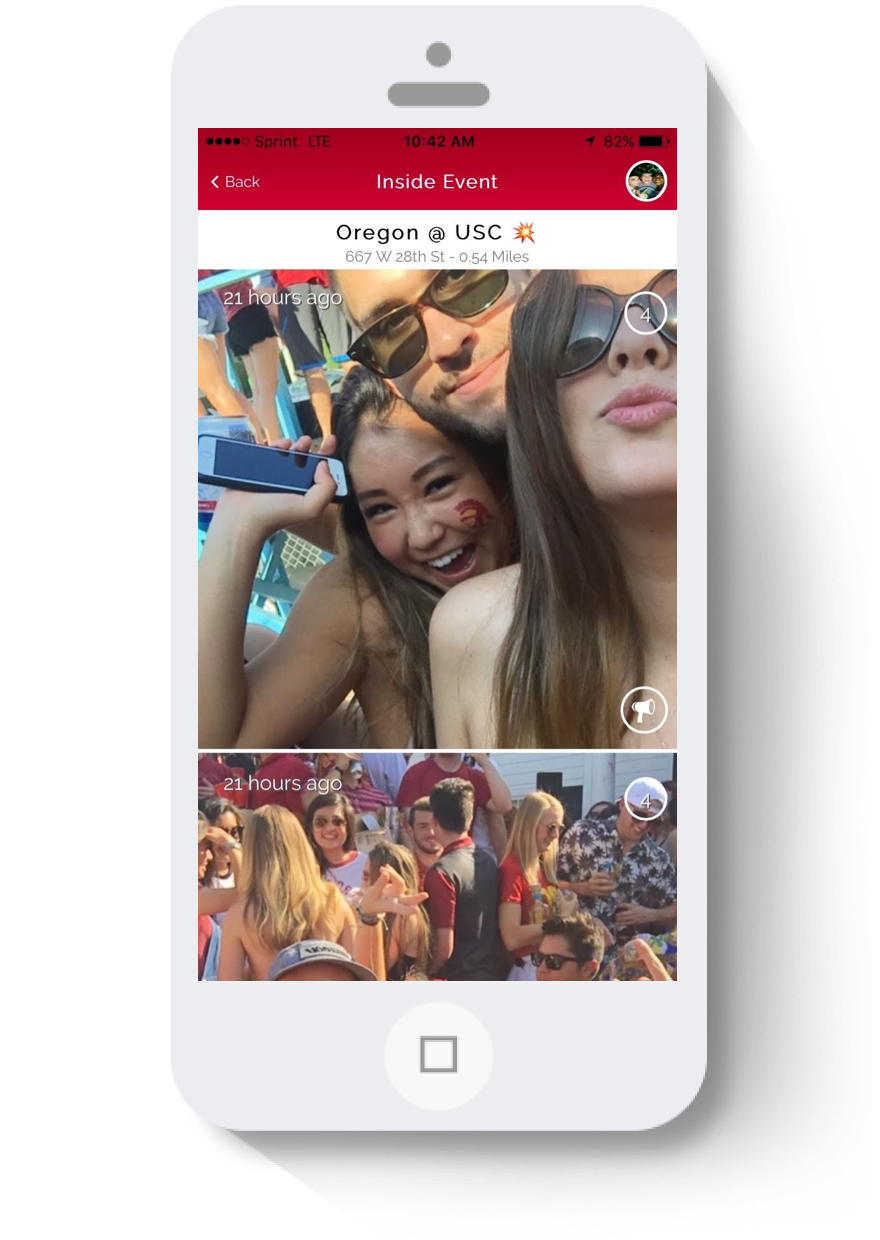 Sprint LTE 10:42 AM 82%
Back Inside Event
Oregon @ USC 💥
667 W 28th St - 0.54 Miles
21 hours ago 4
21 hours ago 4